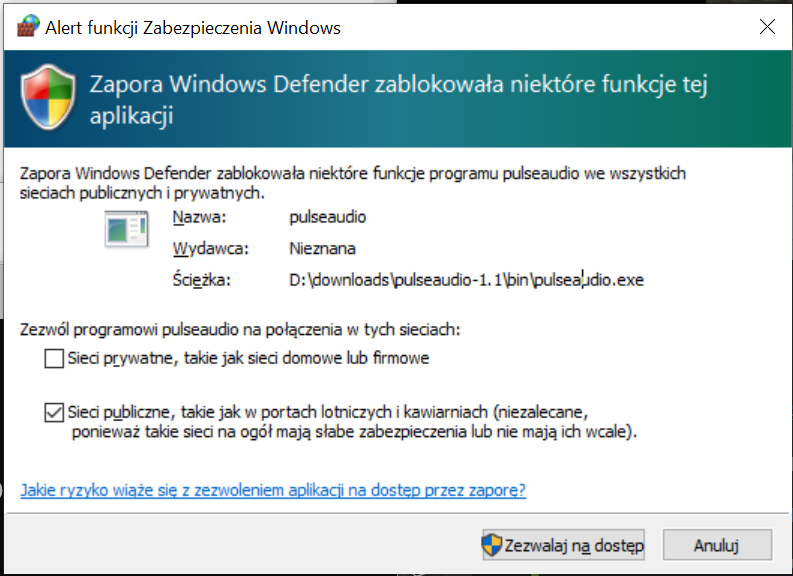 Alert funkcji Zabezpieczenia Windows
Zapora Windows Defender zablokowała niektóre funkcje tej
aplikacji
Zapora Windows Defender zablokowała niektóre funkcje programu pulseaudio we wszystkich
sieciach publicznych i prywatnych.
Nazwa: pulseaudio
Wydawca: Nieznana
Ścieżka: D:\downloads\pulseaudio-1.1\bin\pulseaudio.exe
Zezwól programowi pulseaudio na połączenia w tych sieciach:
Sieci prywatne, takie jak sieci domowe lub firmowe
Sieci publiczne, takie jak w portach lotniczych i kawiarniach (niezalecane,
ponieważ takie sieci na ogół mają słabe zabezpieczenia lub nie mają ich wcale).
Jakie ryzyko wiąże się z zezwoleniem aplikacji na dostęp przez zaporę?
Zezwalaj na dostęp Anuluj